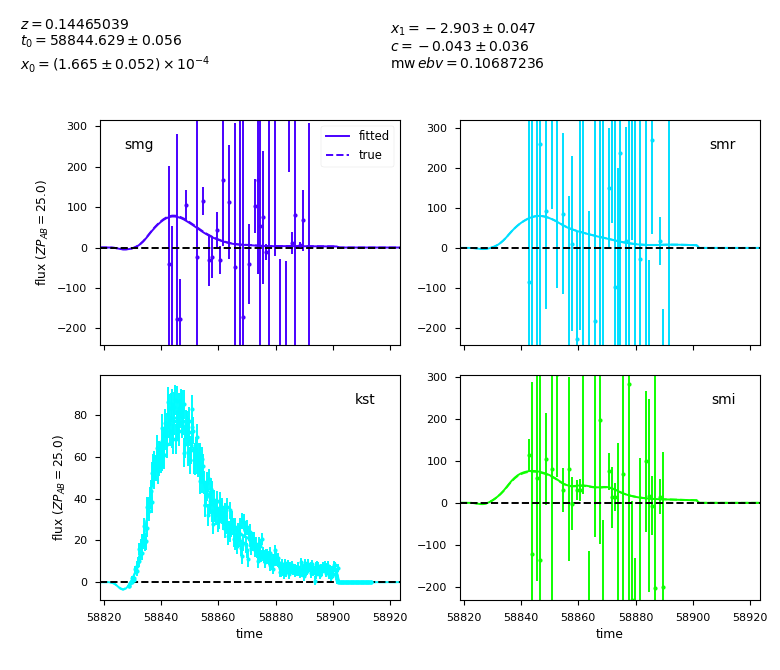 z = 0.14465039
t₀ = 58844.629 ± 0.056
x₀ = (1.665 ± 0.052) × 10⁻⁴
x₁ = −2.903 ± 0.047
c = −0.043 ± 0.036
mw ebv = 0.10687236
300
200
100
0
−100
−200
flux (ZP_AB = 25.0)
smg
fitted
true
300
200
100
0
−100
−200
smr
80
60
40
20
0
flux (ZP_AB = 25.0)
kst
58820 58840 58860 58880 58900 58920
time
300
200
100
0
−100
−200
smi
58820 58840 58860 58880 58900 58920
time